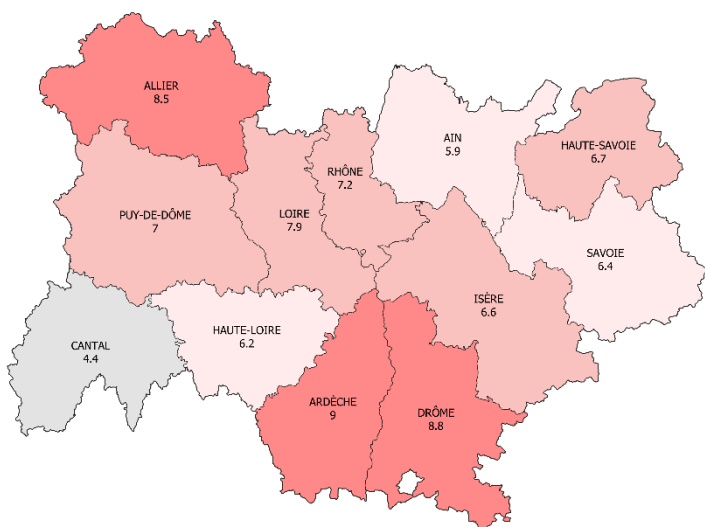 ALLIER
8.5
AIN
5.9
HAUTE-SAVOIE
6.7
RHÔNE
7.2
PUY-DE-DÔME
7
LOIRE
7.9
SAVOIE
6.4
ISÈRE
6.6
HAUTE-LOIRE
6.2
CANTAL
4.4
ARDÈCHE
9
DRÔME
8.8